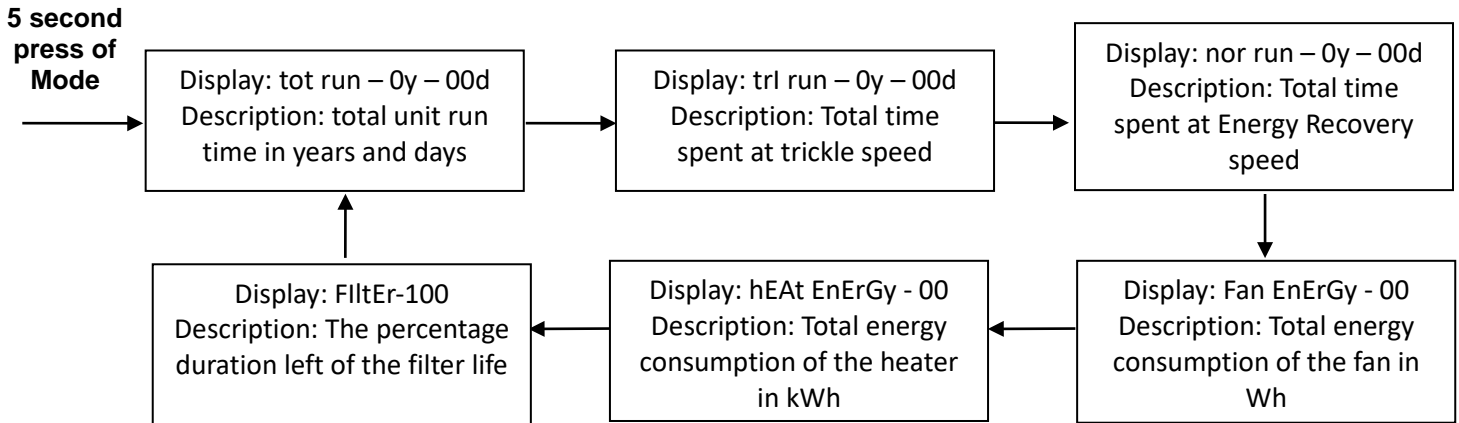 5 second
press of
Mode
Display: tot run – 0y – 00d
Description: total unit run
time in years and days
Display: trI run – 0y – 00d
Description: Total time
spent at trickle speed
Display: nor run – 0y – 00d
Description: Total time
spent at Energy Recovery
speed
Display: Fan EnErGy - 00
Description: Total energy
consumption of the fan in
Wh
Display: hEAt EnErGy - 00
Description: Total energy
consumption of the heater
in kWh
Display: FIltEr-100
Description: The percentage
duration left of the filter life